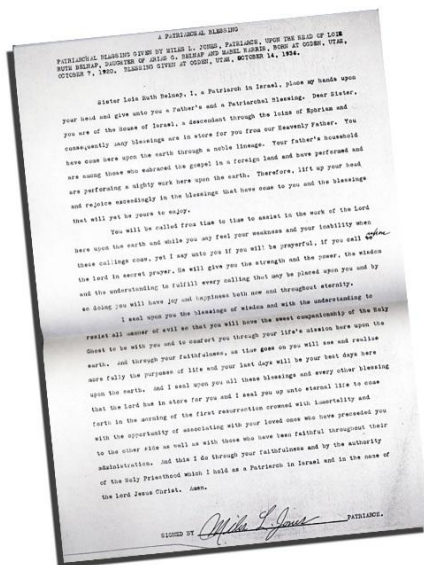 A PATRIARCHAL BLESSING
PATRIARCHAL BLESSING GIVEN BY MILES L. JONES, PATRIARCH, UPON THE HEAD OF LOIS
RUTH BELNAP, DAUGHTER OF ARIAS G. BELNAP AND MABEL HARRIS, BORN AT OGDEN, UTAH,
OCTOBER 7, 1920. BLESSING GIVEN AT OGDEN, UTAH, OCTOBER 14, 1934.
Sister Lois Ruth Belnap, I, a Patriarch in Israel, place my hands upon
your head and give unto you a Father's and a Patriarchal Blessing. Dear Sister,
you are of the House of Israel, a descendant through the loins of Ephriam and
consequently many blessings are in store for you from our Heavenly Father. You
have come here upon the earth through a noble lineage. Your father's household
are among those who embraced the gospel in a foreign land and have performed and
are performing a mighty work here upon the earth. Therefore, lift up your head
and rejoice exceedingly in the blessings that have come to you and the blessings
that will yet be yours to enjoy.
You will be called from time to time to assist in the work of the Lord
here upon the earth and while you may feel your weakness and your inability when
these callings come, yet I say unto you if you will be prayerful, if you call
the lord in secret prayer, He will give you the strength and the power, the wisdom
and the understanding to fulfill every calling that may be placed upon you and by
so doing you will have joy and happiness both now and throughout eternity.
I seal upon you the blessings of wisdom and with the understanding to
resist all manner of evil so that you will have the sweet companionship of the Holy
Ghost to be with you and to comfort you through your life's mission here upon the
earth. And through your faithfulness, as time goes on you will see and realize
more fully the purposes of life and your last days will be your best days here
upon the earth. And I seal upon you all these blessings and every other blessing
that the lord has in store for you and I seal you up unto eternal life to come
forth in the morning of the first resurrection crowned with immortality and
with the opportunity of associating with your loved ones who have preceeded you
to the other side as well as with those who have been faithful throughout their
administration. And this I do through your faithfulness and by the authority
of the Holy Priesthood which I hold as a Patriarch in Israel and in the name of
the lord Jesus Christ. Amen.
SIGNED BY Miles L. Jones PATRIARCH.